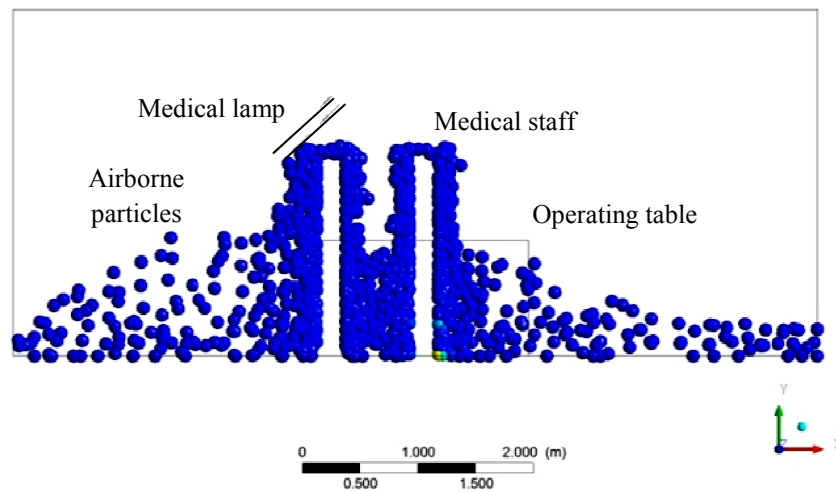 Medical lamp
Medical staff
Airborne
particles
Operating table
Y
X
Z
0 1.000 2.000 (m)
0.500 1.500